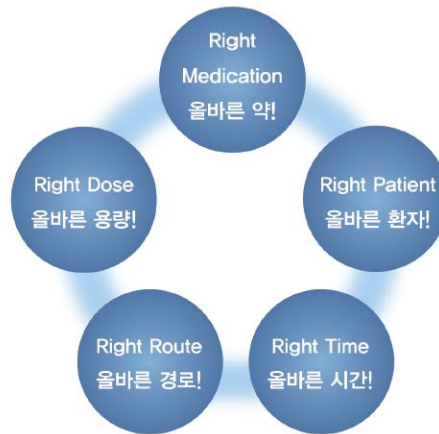 Right
Medication
올바른 약!
Right Dose
올바른 용량!
Right Patient
올바른 환자!
Right Route
올바른 경로!
Right Time
올바른 시간!